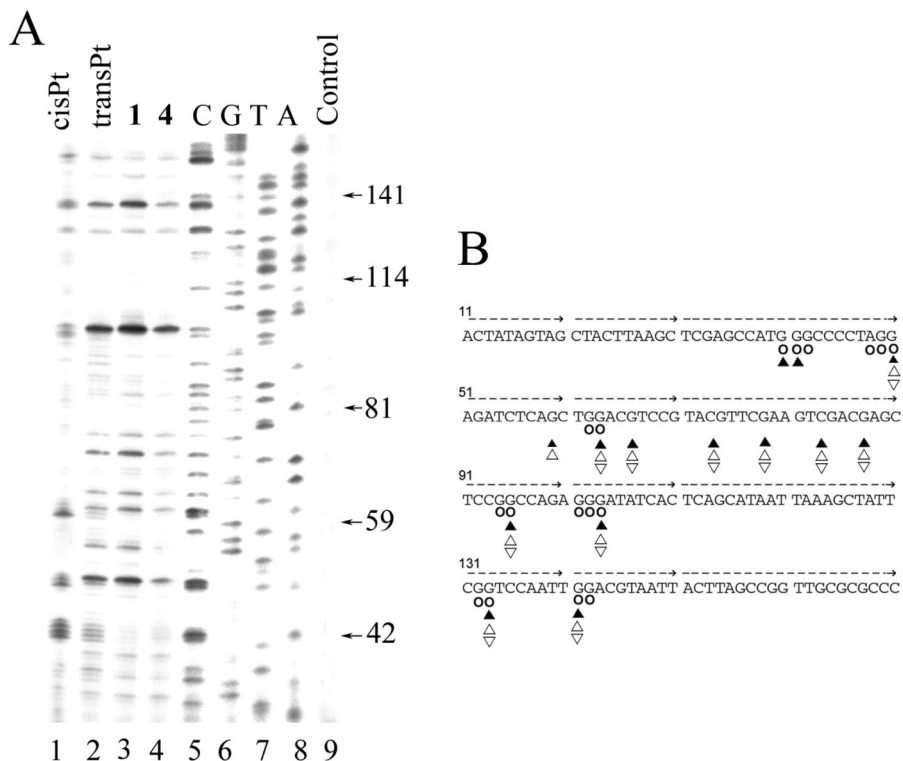 A
B
cisPt
transPt
1
4
C
G
T
A
Control
←141
←114
←81
←59
←42
1 2 3 4 5 6 7 8 9
11
ACTATAGTAG CTACTTAAGC TCGAGCCATG GGCCCCTAGG
51
AGATCTCAGC TGGACGTCCG TACGTTCGAA GTCGACGAGC
91
TCCGGCCAGA GGGATATCAC TCAGCATAAT TAAAGCTATT
131
CGGTCCAATT GGACGTAATT ACTTAGCCGG TTGCGCGCCC